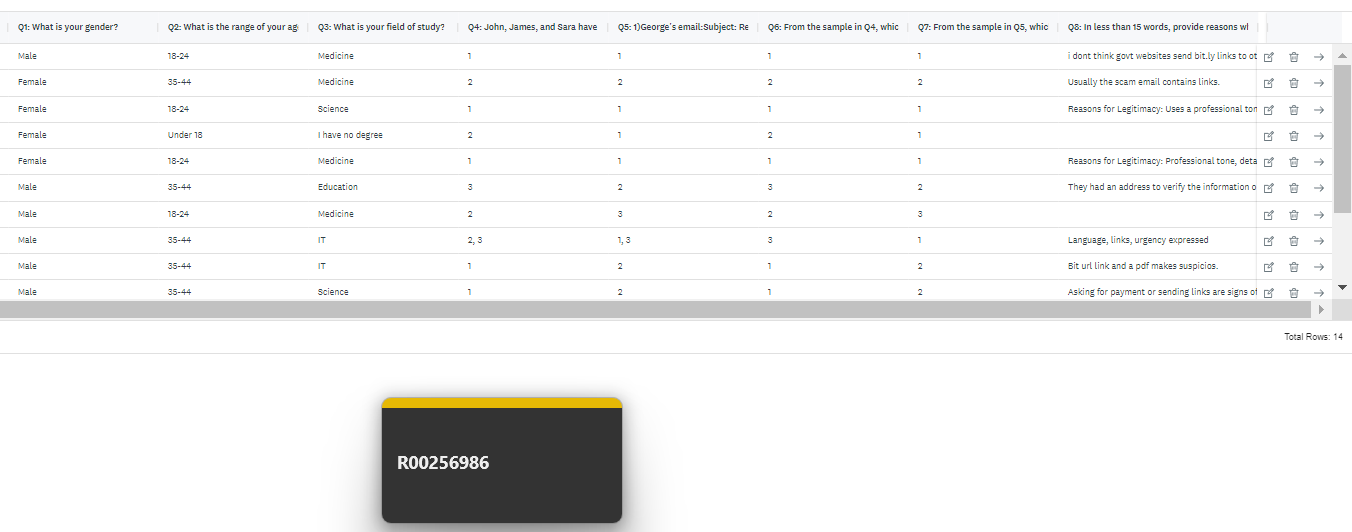 Q1: What is your gender? Q2: What is the range of your ag Q3: What is your field of study? Q4: John, James, and Sara have Q5: 1)George's email:Subject: Re Q6: From the sample in Q4, whic Q7: From the sample in Q5, whic Q8: In less than 15 words, provide reasons wh
Male 18-24 Medicine 1 1 1 1 i dont think govt websites send bit.ly links to ot
Female 35-44 Medicine 2 2 2 2 Usually the scam email contains links.
Female 18-24 Science 1 1 1 1 Reasons for Legitimacy: Uses a professional ton
Female Under 18 I have no degree 2 1 2 1
Female 18-24 Medicine 1 1 1 1 Reasons for Legitimacy: Professional tone, deta
Male 35-44 Education 3 2 3 2 They had an address to verify the information o
Male 18-24 Medicine 2 3 2 3
Male 35-44 IT 2, 3 1, 3 3 1 Language, links, urgency expressed
Male 35-44 IT 1 2 1 2 Bit url link and a pdf makes suspicios.
Male 35-44 Science 1 2 1 2 Asking for payment or sending links are signs of
Total Rows: 14
R00256986